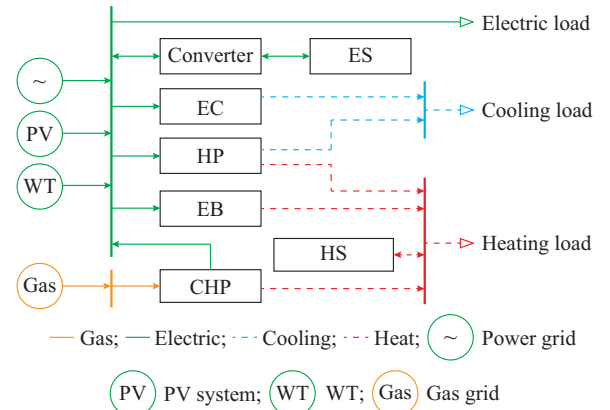 Electric load
Converter ES
~
EC Cooling load
PV
HP
WT
EB
HS Heating load
Gas CHP
Gas; Electric; Cooling; Heat; ~ Power grid
PV PV system; WT WT; Gas Gas grid